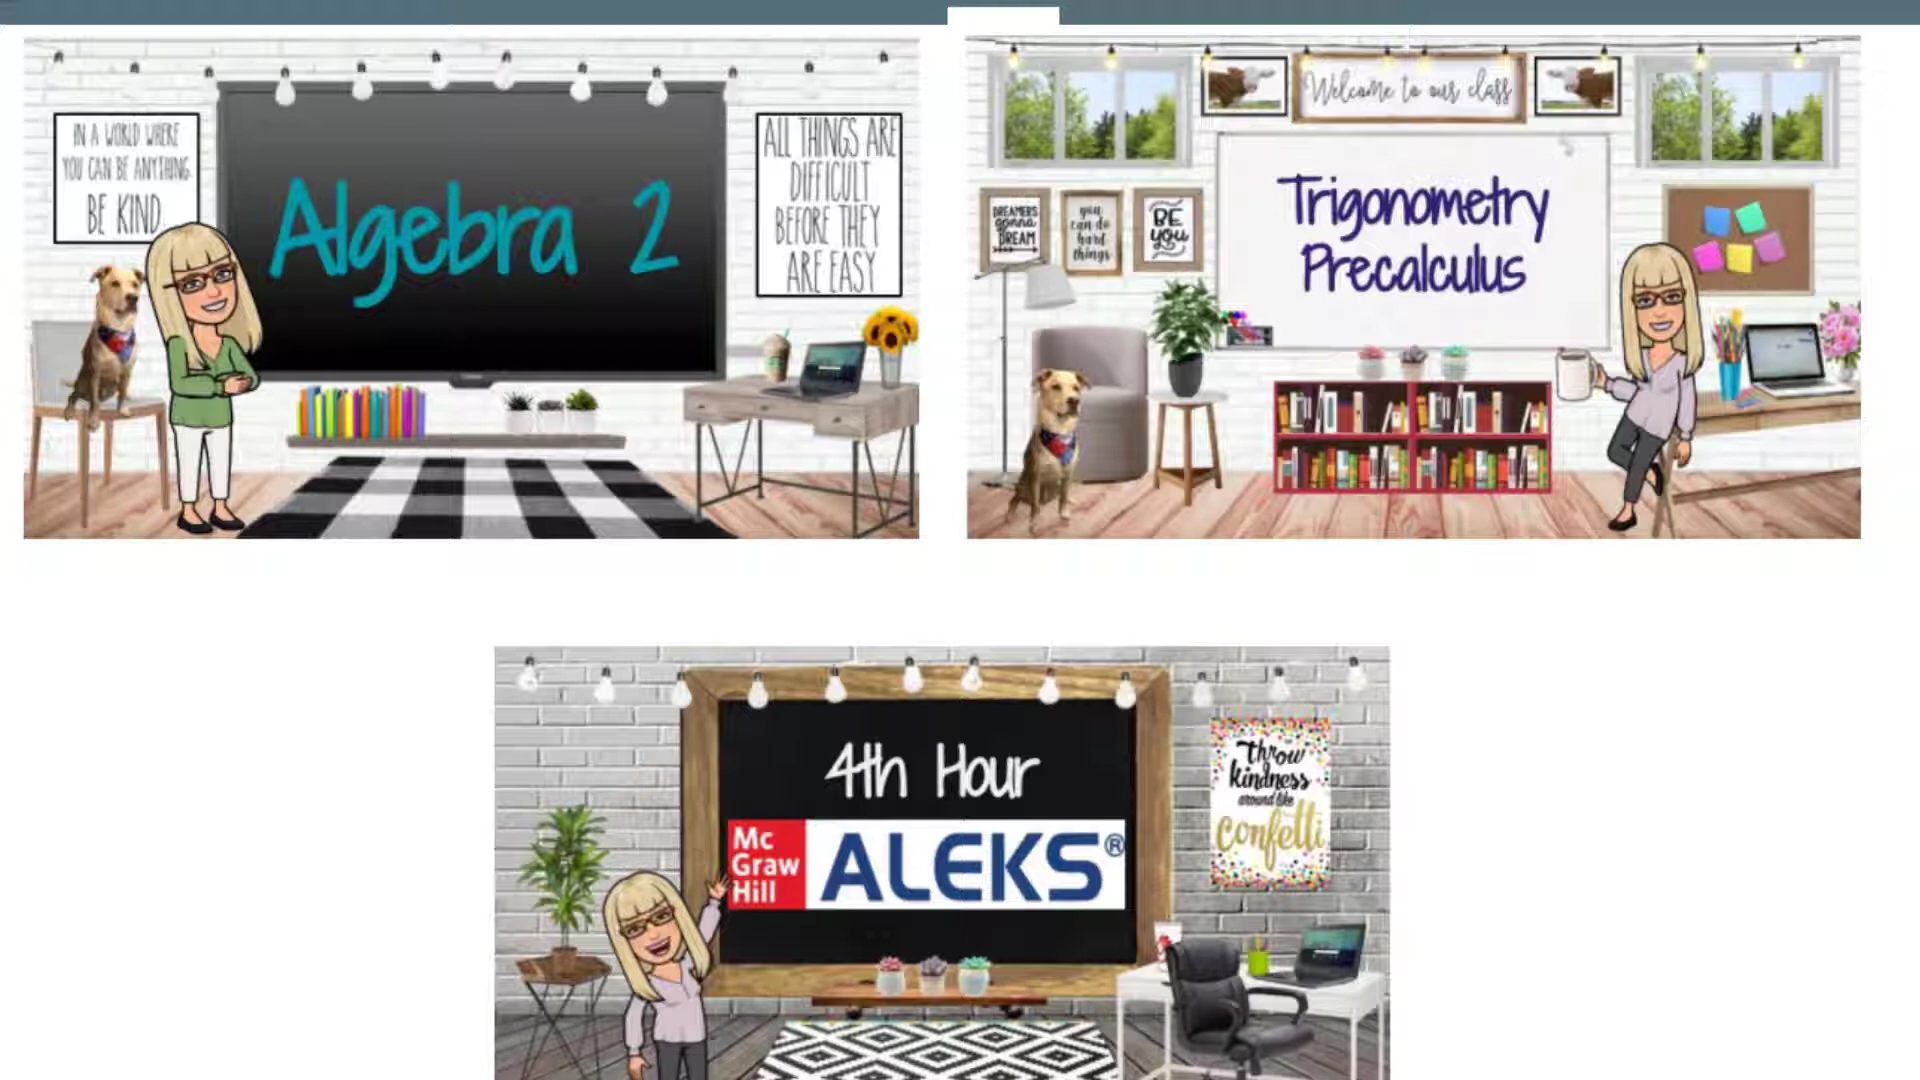 IN A WORLD WHERE
YOU CAN BE ANYTHING
BE KIND
Algebra 2
ALL THINGS ARE
DIFFICULT
BEFORE THEY
ARE EASY
Welcome to our class
DREAMERS
gonna
DREAM
you
can do
hard
things
BE
you
Trigonometry
Precalculus
4th Hour
Mc
Graw
Hill
ALEKS®
throw
kindness
around like
confetti